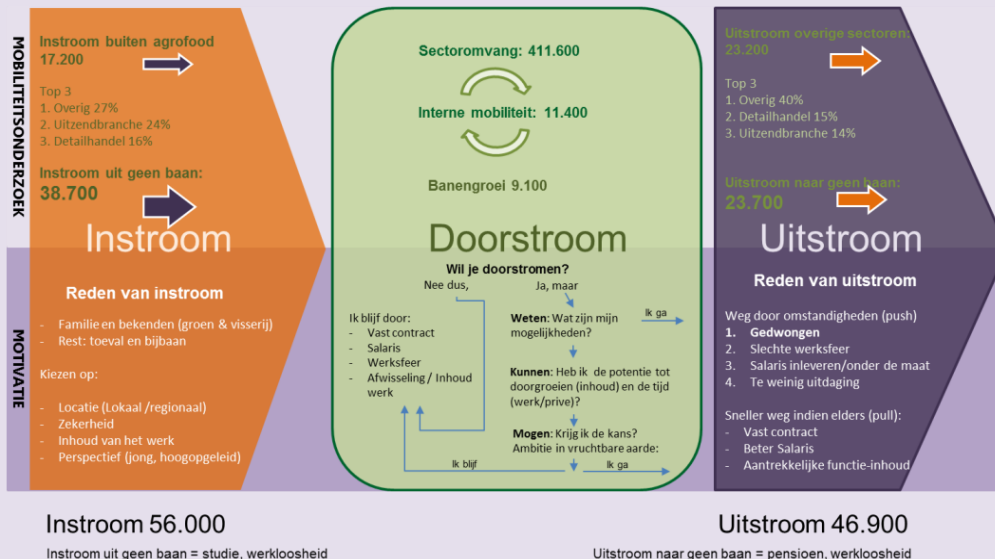 MOBILITEITSONDERZOEK
Instroom buiten agrofood
17.200
Top 3
1. Overig 27%
2. Uitzendbranche 24%
3. Detailhandel 16%
Instroom uit geen baan:
38.700
Instroom
MOTIVATIE
Reden van instroom
- Familie en bekenden (groen & visserij)
- Rest: toeval en bijbaan
Kiezen op:
- Locatie (Lokaal /regionaal)
- Zekerheid
- Inhoud van het werk
- Perspectief (jong, hoogopgeleid)
Sectoromvang: 411.600
Interne mobiliteit: 11.400
Banengroei 9.100
Doorstroom
Wil je doorstromen?
Nee dus,
Ja, maar
Ik blijf door:
- Vast contract
- Salaris
- Werksfeer
- Afwisseling / Inhoud
werk
Weten: Wat zijn mijn
mogelijkheden?
Ik ga
Kunnen: Heb ik de potentie tot
doorgroeien (inhoud) en de tijd
(werk/prive)?
Mogen: Krijg ik de kans?
Ambitie in vruchtbare aarde:
Ik blijf
Ik ga
Uitstroom overige sectoren:
23.200
Top 3
1. Overig 40%
2. Detailhandel 15%
3. Uitzendbranche 14%
Uitstroom naar geen baan:
23.700
Uitstroom
Reden van uitstroom
Weg door omstandigheden (push)
1. Gedwongen
2. Slechte werksfeer
3. Salaris inleveren/onder de maat
4. Te weinig uitdaging
Sneller weg indien elders (pull):
- Vast contract
- Beter Salaris
- Aantrekkelijke functie-inhoud
Instroom 56.000
Instroom uit geen baan = studie, werkloosheid
Uitstroom 46.900
Uitstroom naar geen baan = pensioen, werkloosheid